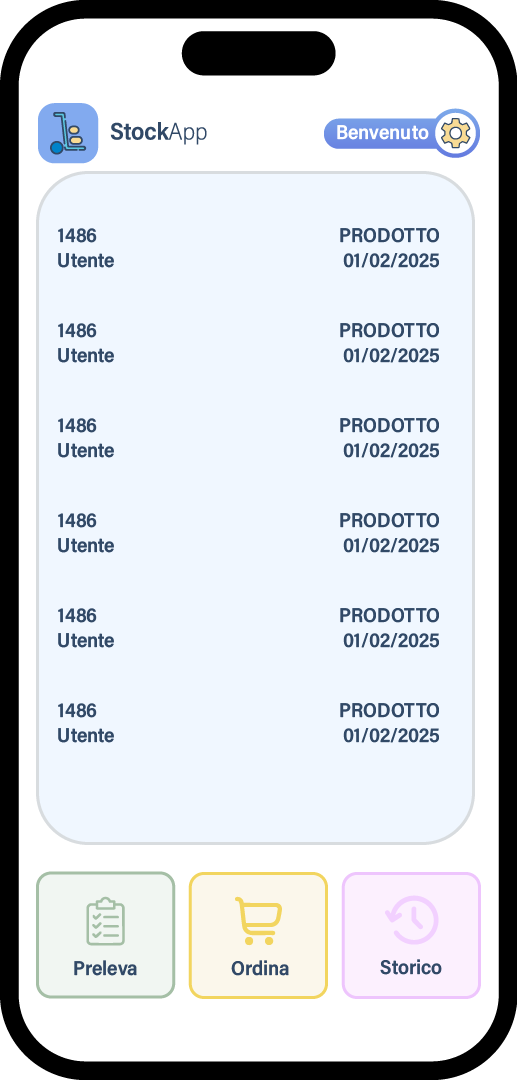 StockApp
Benvenuto
1486 PRODOTTO
Utente 01/02/2025
1486 PRODOTTO
Utente 01/02/2025
1486 PRODOTTO
Utente 01/02/2025
1486 PRODOTTO
Utente 01/02/2025
1486 PRODOTTO
Utente 01/02/2025
1486 PRODOTTO
Utente 01/02/2025
Preleva
Ordina
Storico